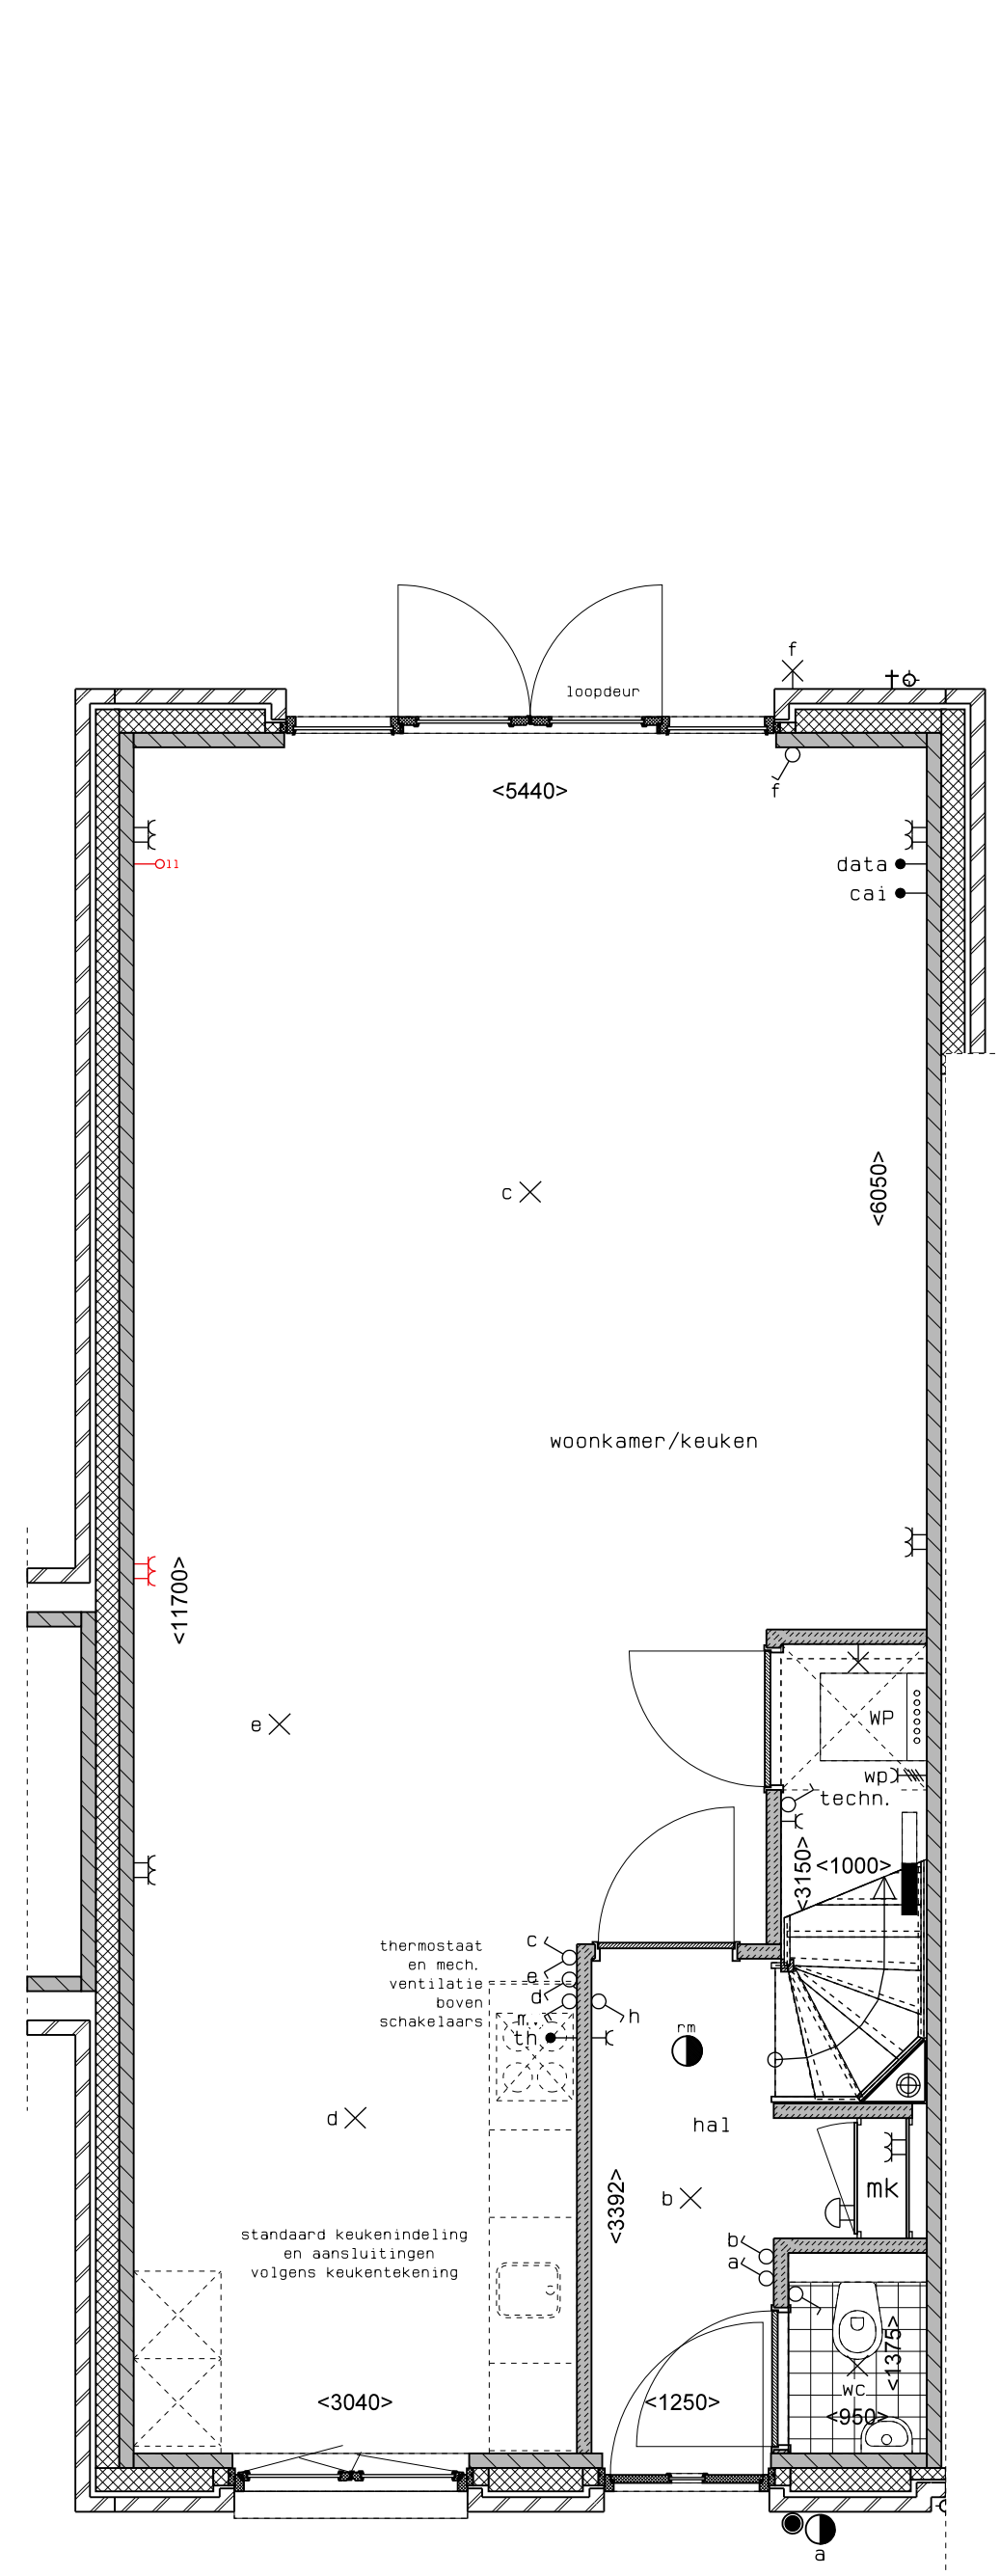 f
loopdeur
<5440>
f
11
data
cai
c
<6050>
woonkamer/keuken
<11700>
e
WP
wp
techn.
<3150>
<1000>
thermostaat
en mech.
ventilatie
boven
schakelaars
c
e
d
m.v.
h
th
rm
d
hal
mk
b
<3392>
standaard keukenindeling
en aansluitingen
volgens keukentekening
b
a
<1375>
wc
<3040>
<1250>
<950>
a